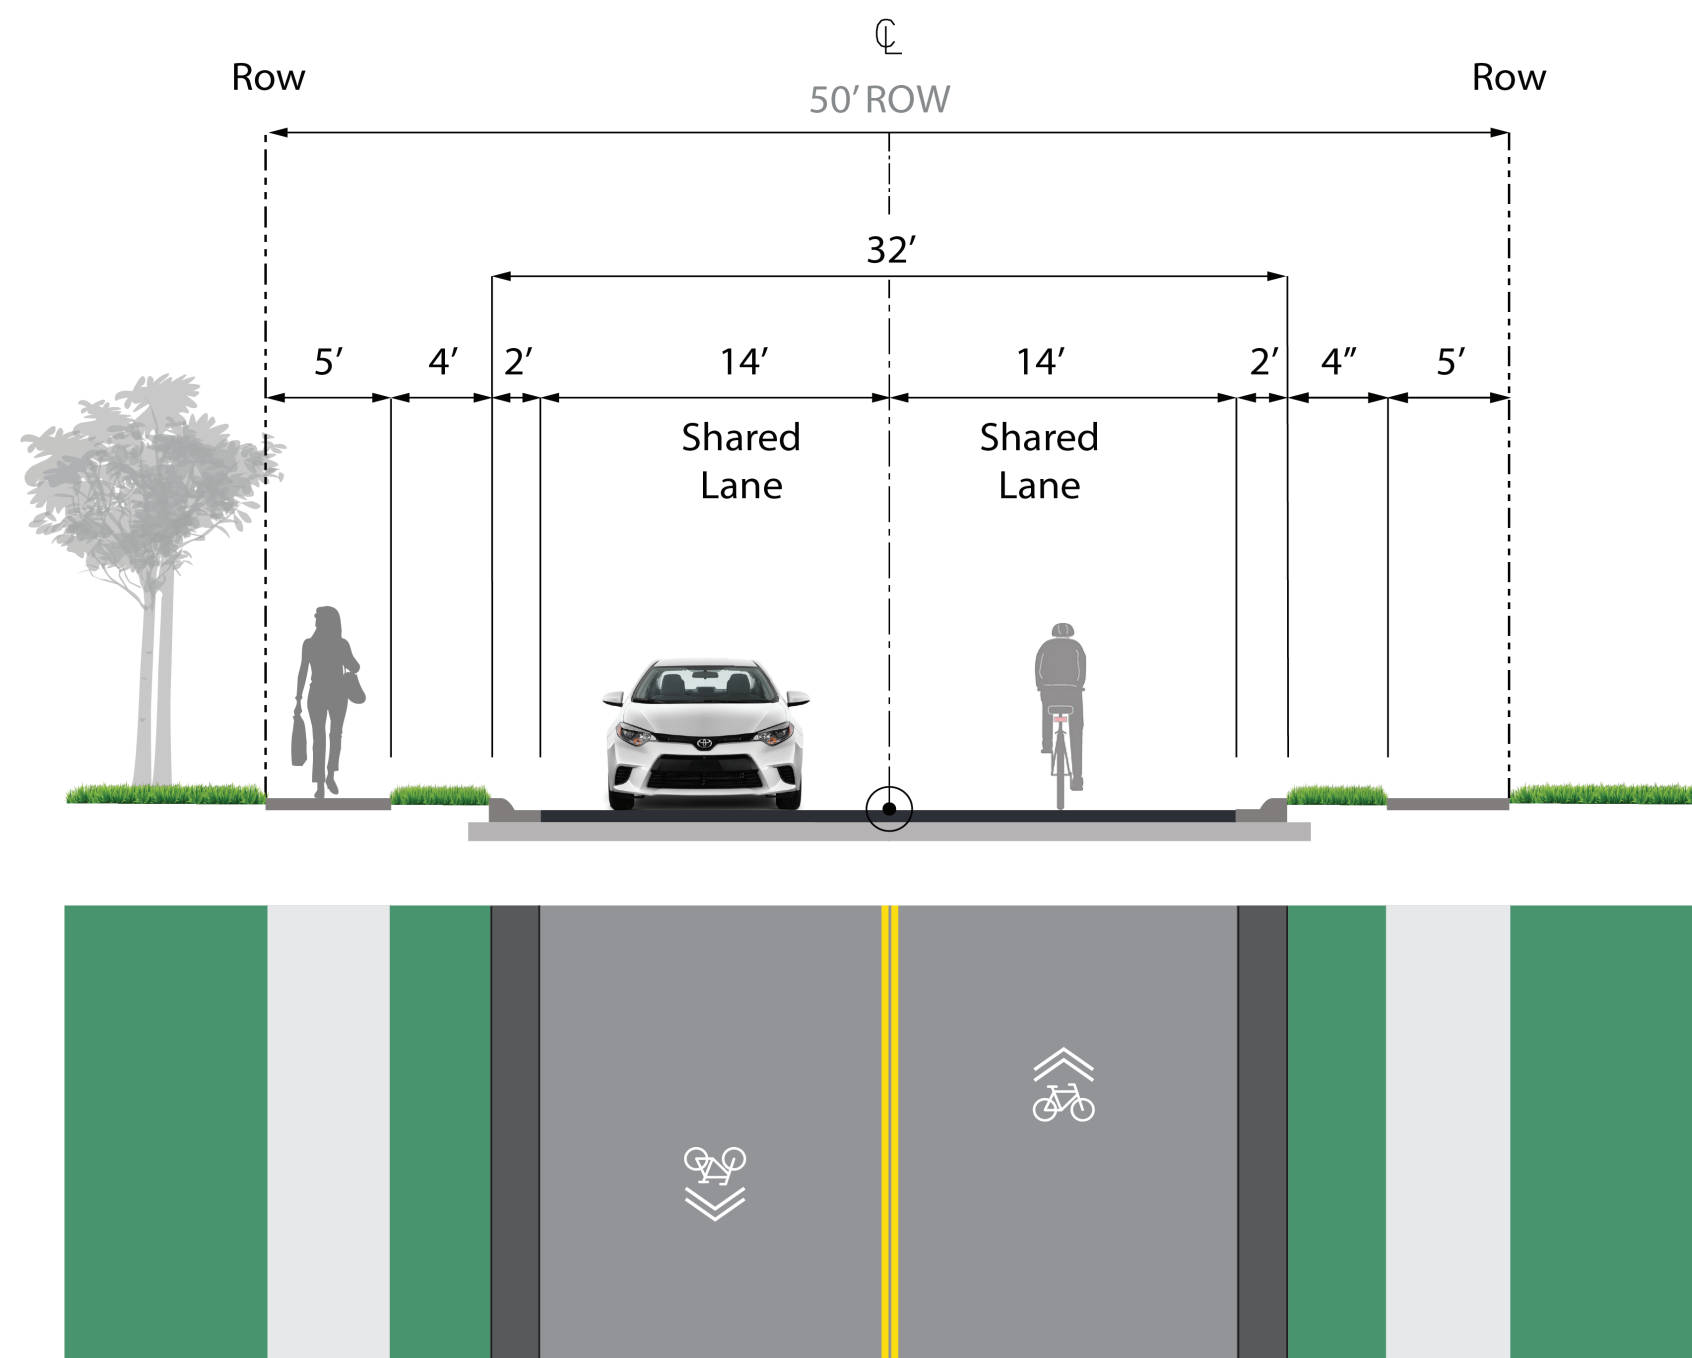 ℄
Row
50’ ROW
Row
32’
5’ 4’ 2’ 14’ 14’ 2’ 4” 5’
Shared
Lane
Shared
Lane